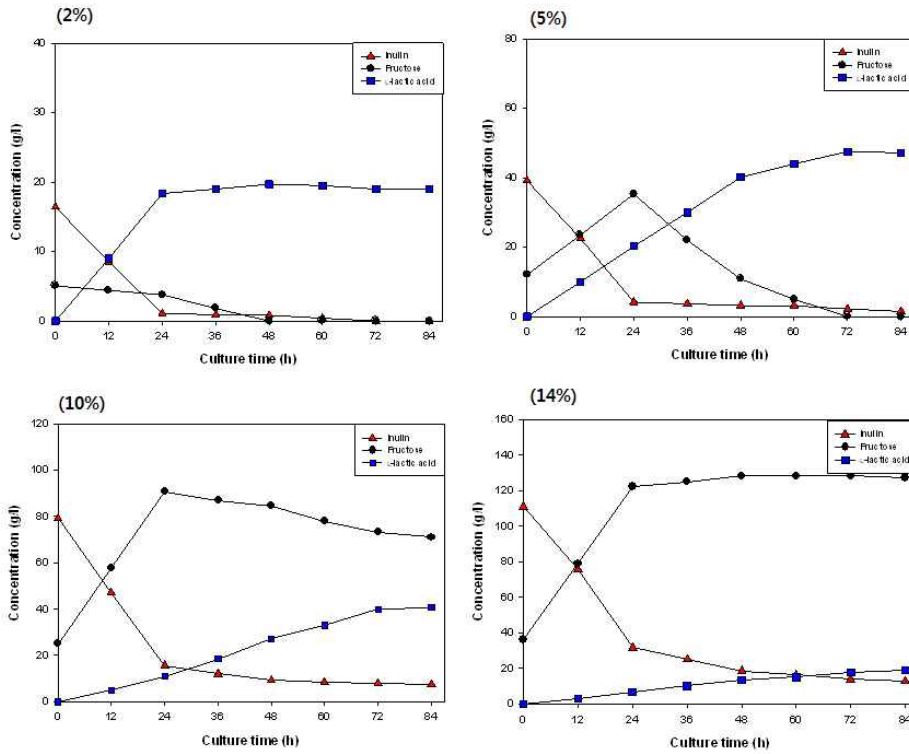 (2%)
40
30
20
10
0
Concentration (g/l)
Inulin
Fructose
L-lactic acid
0 12 24 36 48 60 72 84
Culture time (h)
(5%)
80
60
40
20
0
Concentration (g/l)
Inulin
Fructose
L-lactic acid
0 12 24 36 48 60 72 84
Culture time (h)
(10%)
120
100
80
60
40
20
0
Concentration (g/l)
Inulin
Fructose
L-lactic acid
0 12 24 36 48 60 72 84
Culture time (h)
(14%)
160
140
120
100
80
60
40
20
0
Concentration (g/l)
Inulin
Fructose
L-lactic acid
0 12 24 36 48 60 72 84
Culture time (h)